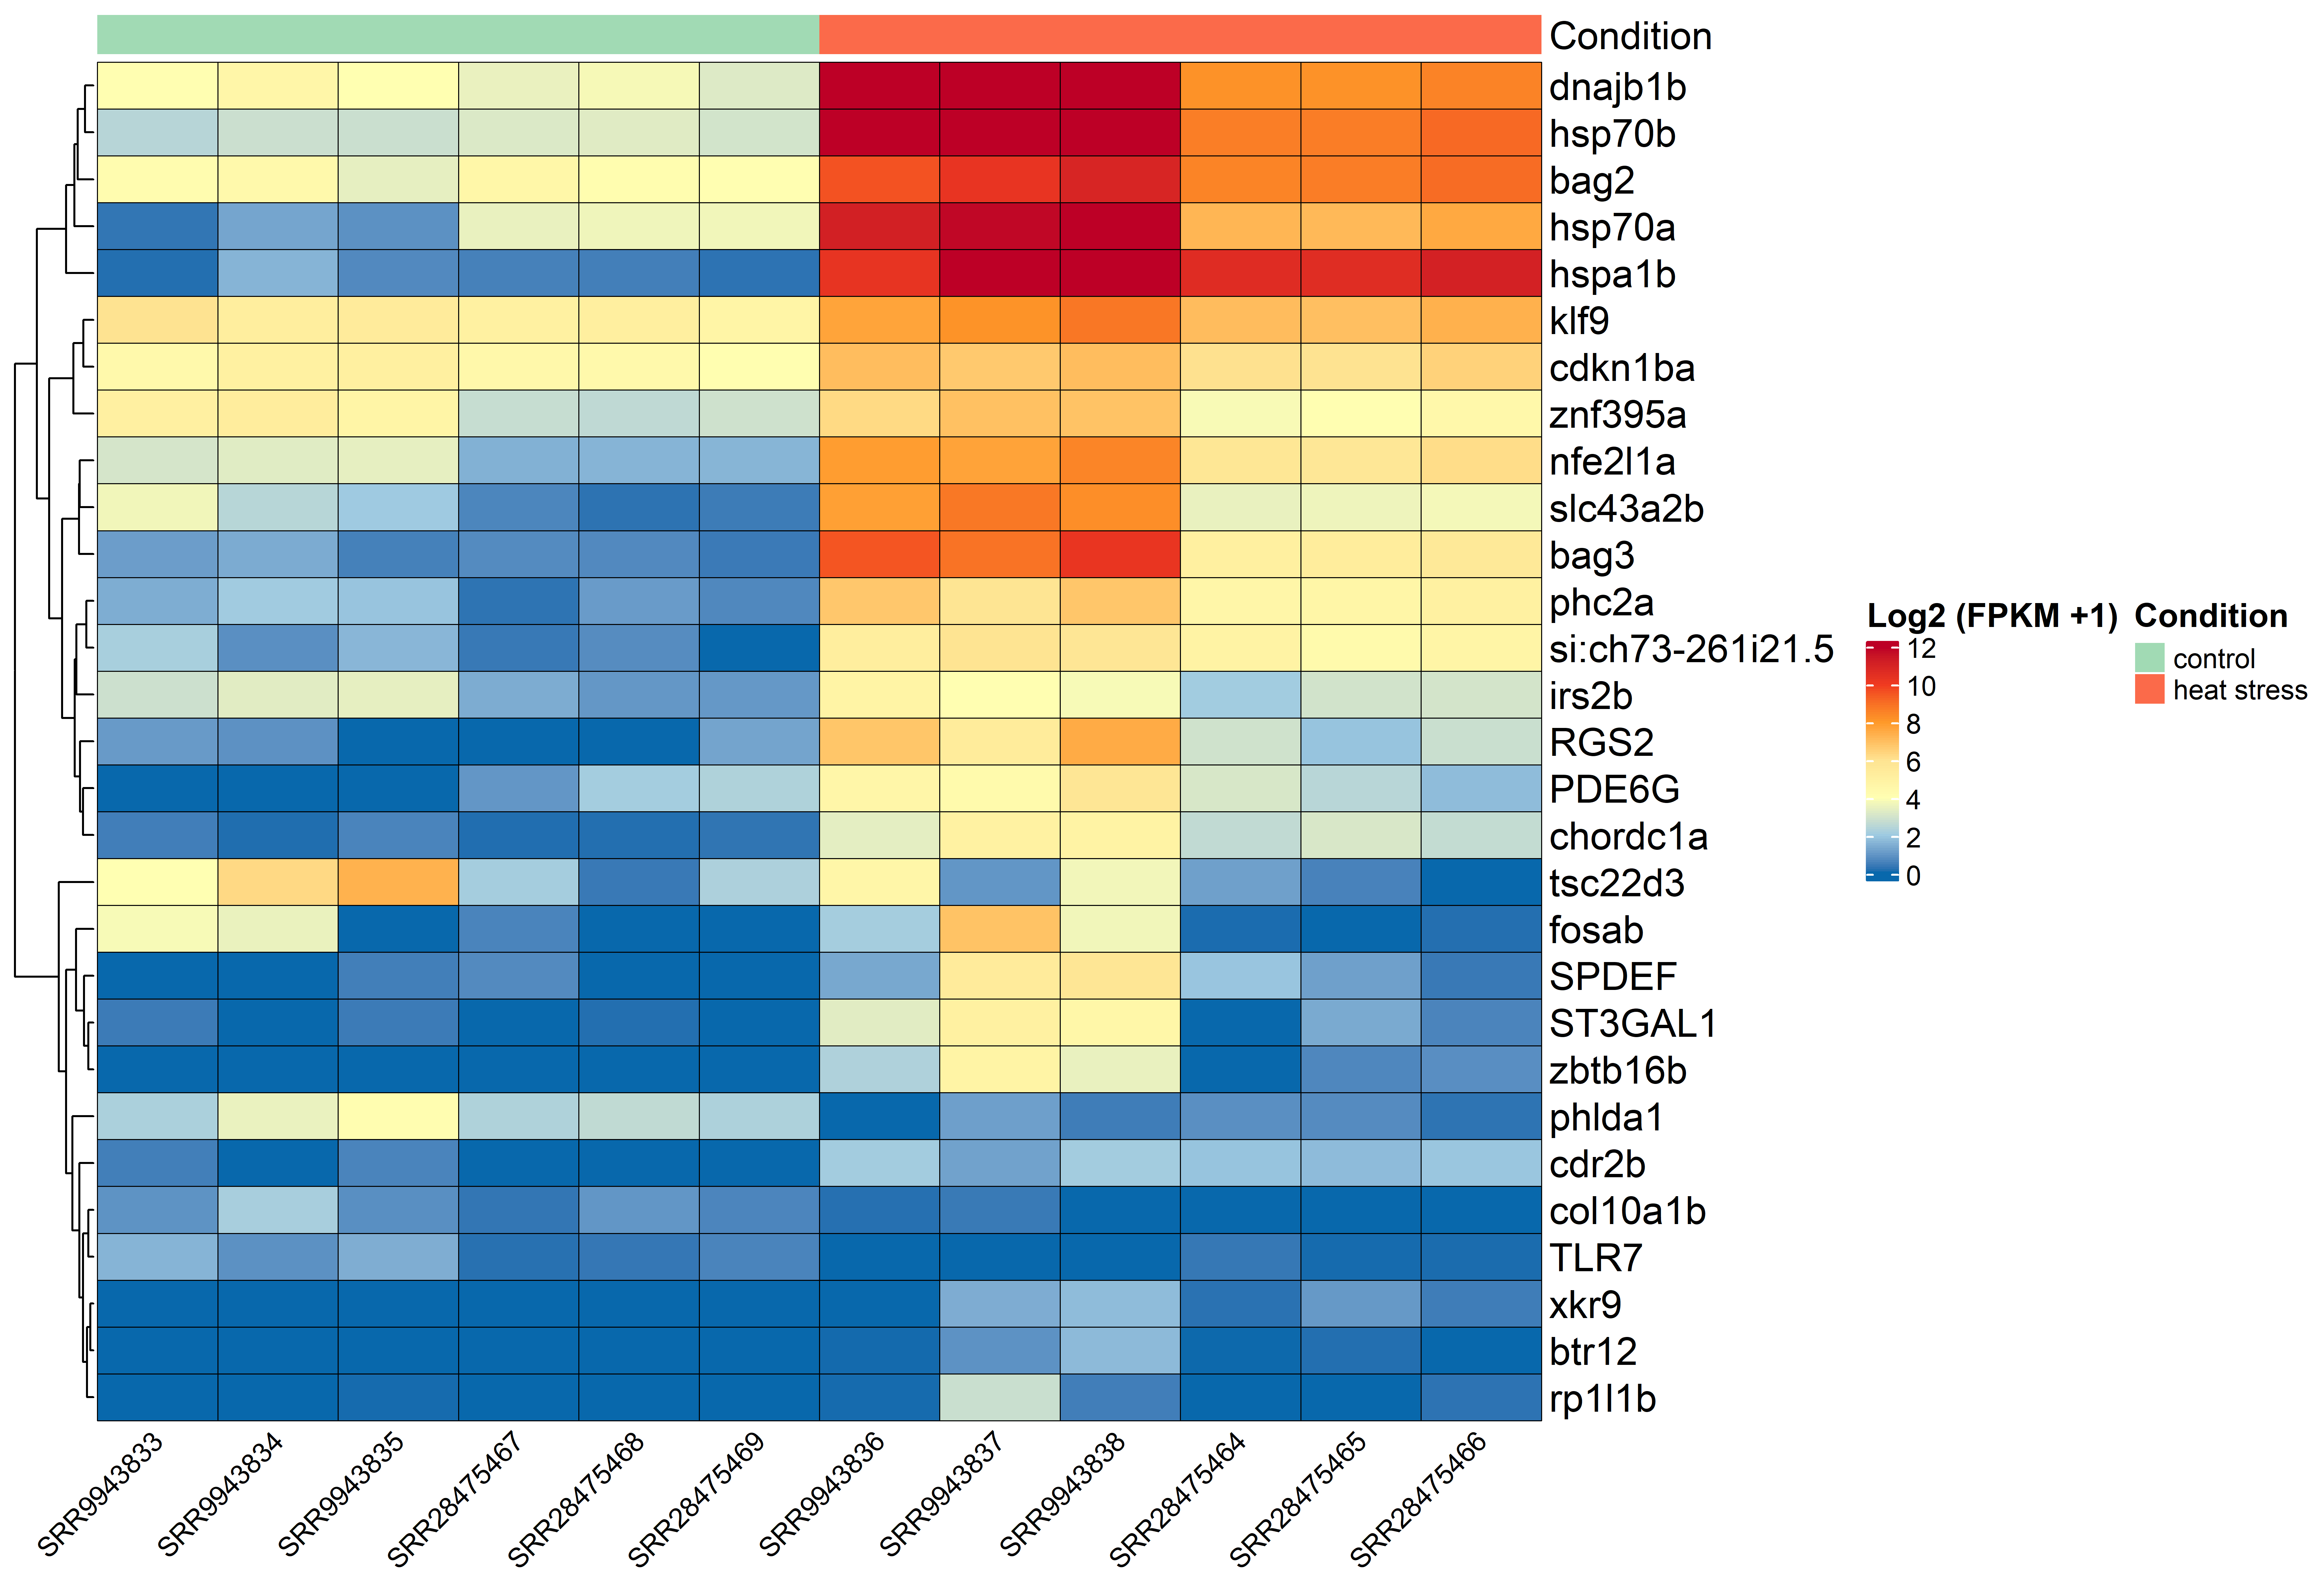 Condition
dnajb1b
hsp70b
bag2
hsp70a
hspa1b
klf9
cdkn1ba
znf395a
nfe2l1a
slc43a2b
bag3
phc2a
si:ch73-261i21.5
irs2b
RGS2
PDE6G
chordc1a
tsc22d3
fosab
SPDEF
ST3GAL1
zbtb16b
phlda1
cdr2b
col10a1b
TLR7
xkr9
btr12
rp1l1b
SRR9943833
SRR9943834
SRR9943835
SRR28475467
SRR28475468
SRR28475469
SRR9943836
SRR9943837
SRR9943838
SRR28475464
SRR28475465
SRR28475466
Log2 (FPKM +1)
12
10
8
6
4
2
0
Condition
control
heat stress